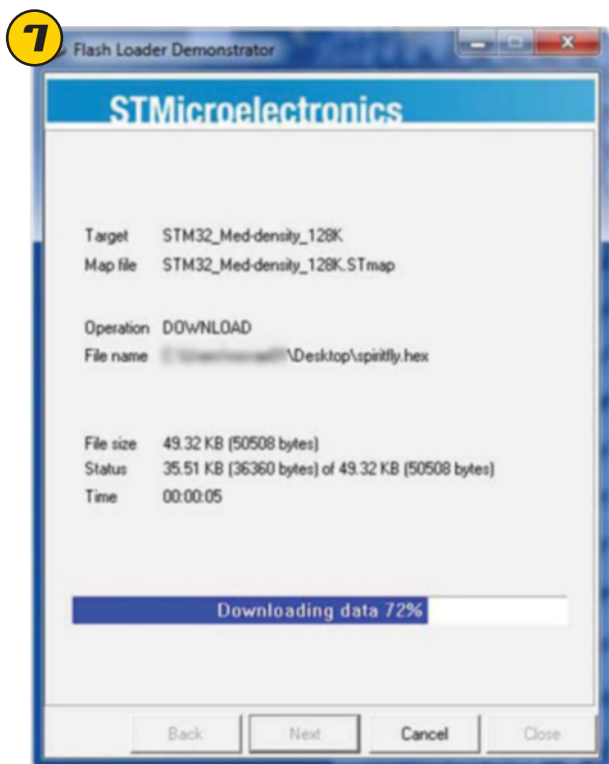 7
Flash Loader Demonstrator
STMicroelectronics
Target STM32_Med-density_128K
Map file STM32_Med-density_128K.STmap
Operation DOWNLOAD
File name \Desktop\spiritfly.hex
File size 49.32 KB (50508 bytes)
Status 35.51 KB (36360 bytes) of 49.32 KB (50508 bytes)
Time 00:00:05
Downloading data 72%
Back Next Cancel Close